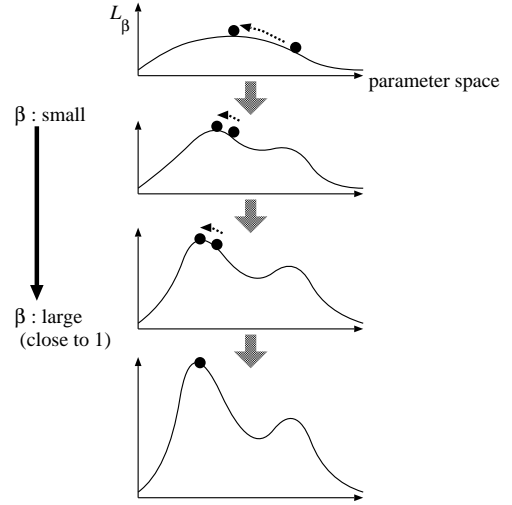 L_β
parameter space
β : small
β : large
(close to 1)